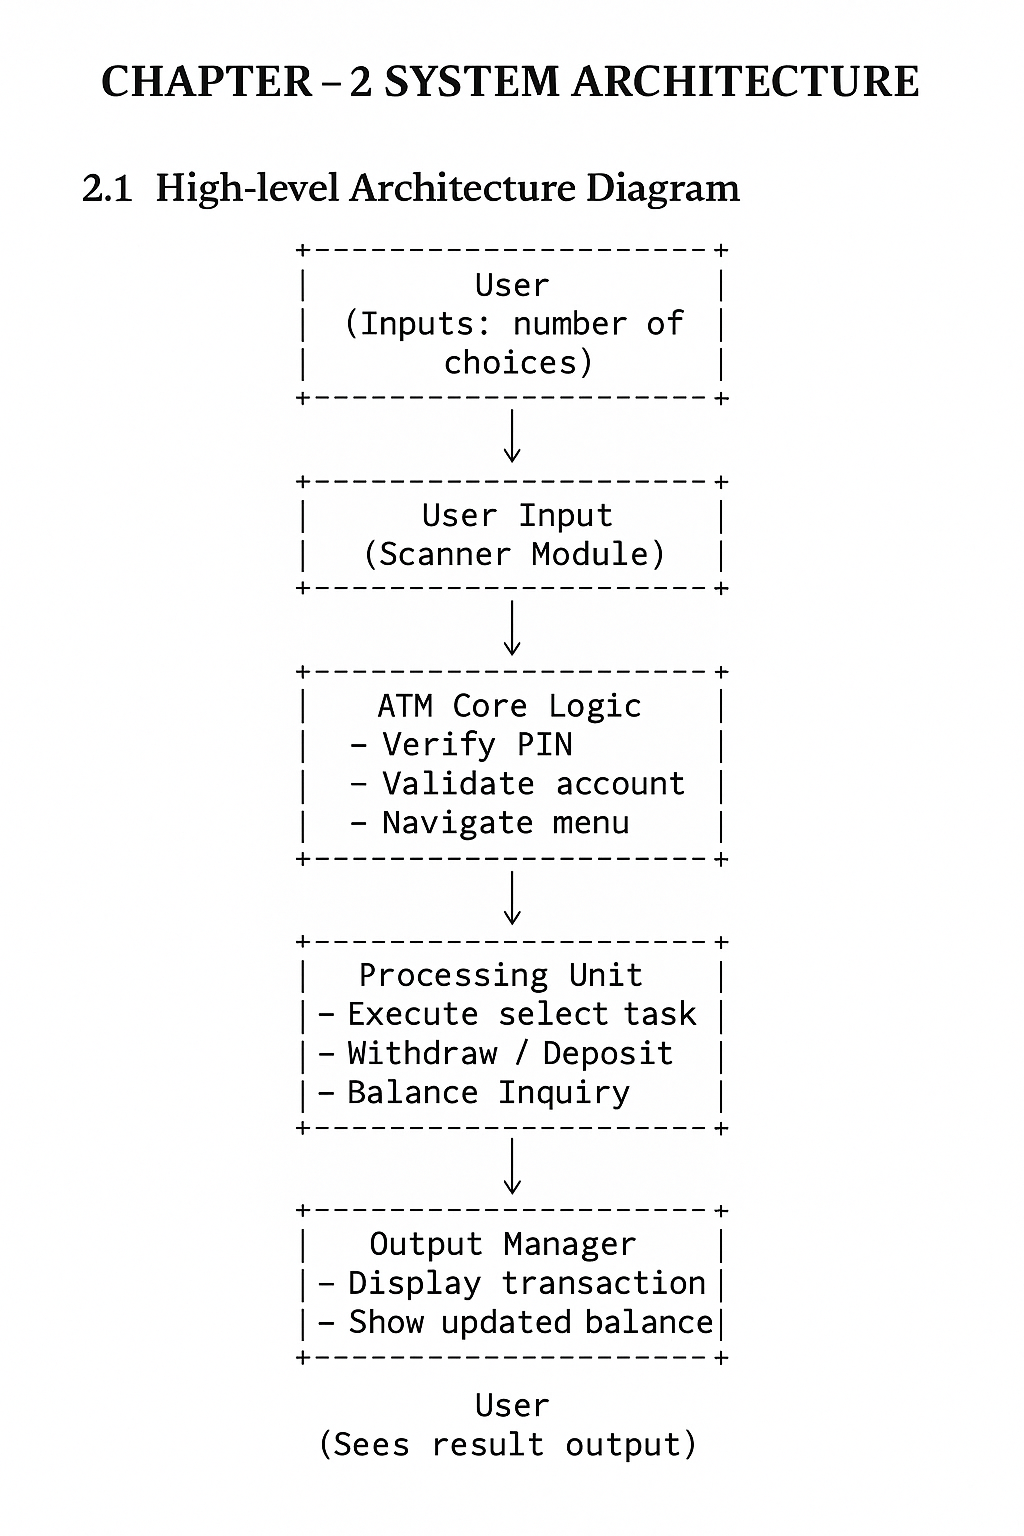 CHAPTER – 2 SYSTEM ARCHITECTURE
2.1 High-level Architecture Diagram
User
(Inputs: number of
choices)
User Input
(Scanner Module)
ATM Core Logic
– Verify PIN
– Validate account
– Navigate menu
Processing Unit
– Execute select task
– Withdraw / Deposit
– Balance Inquiry
Output Manager
– Display transaction
– Show updated balance
User
(Sees result output)